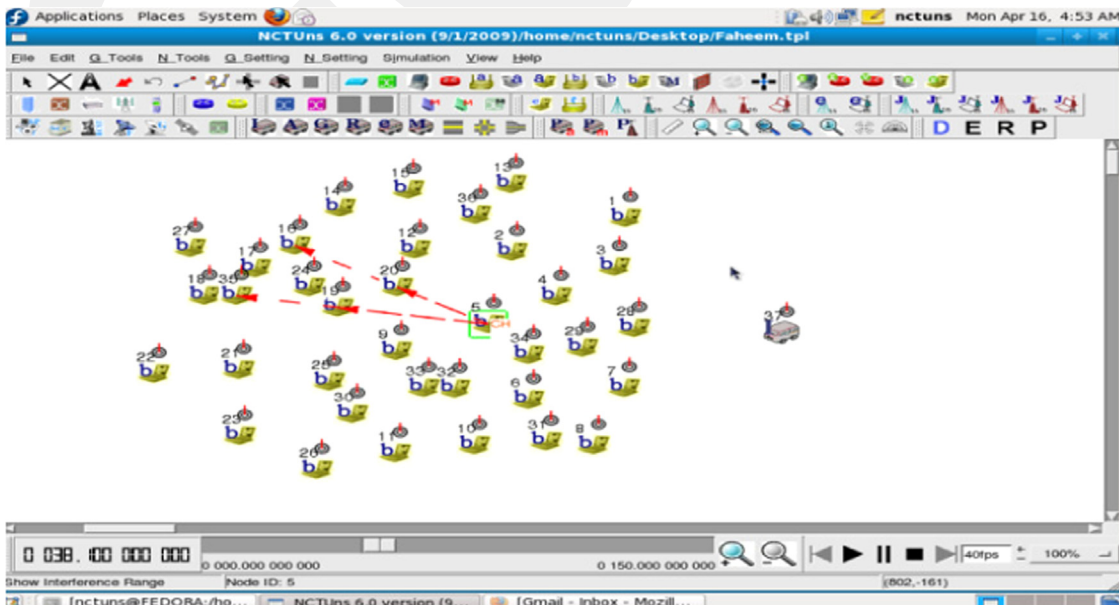 Applications Places System nctuns Mon Apr 16, 4:53 AM
NCTUns 6.0 version (9/1/2009)/home/nctuns/Desktop/Faheem.tpl
File Edit G_Tools N_Tools G_Setting N_Setting Simulation View Help
D E R P
15 13
14 36 1
27 16 12 2
17 3
18 35 24 20 4
19 5 28 37
9 34 29
22 21 25 33 32 6 7
30
23 11 10 31 8
26
CH
0 038. 100 000 000
0 000.000 000 000 0 150.000 000 000 40fps 100%
Show Interference Range Node ID: 5 (802,-161)
[nctuns@FEDORA:/ho... NCTUns 6.0 version (9... [Gmail - Inbox - Mozill...